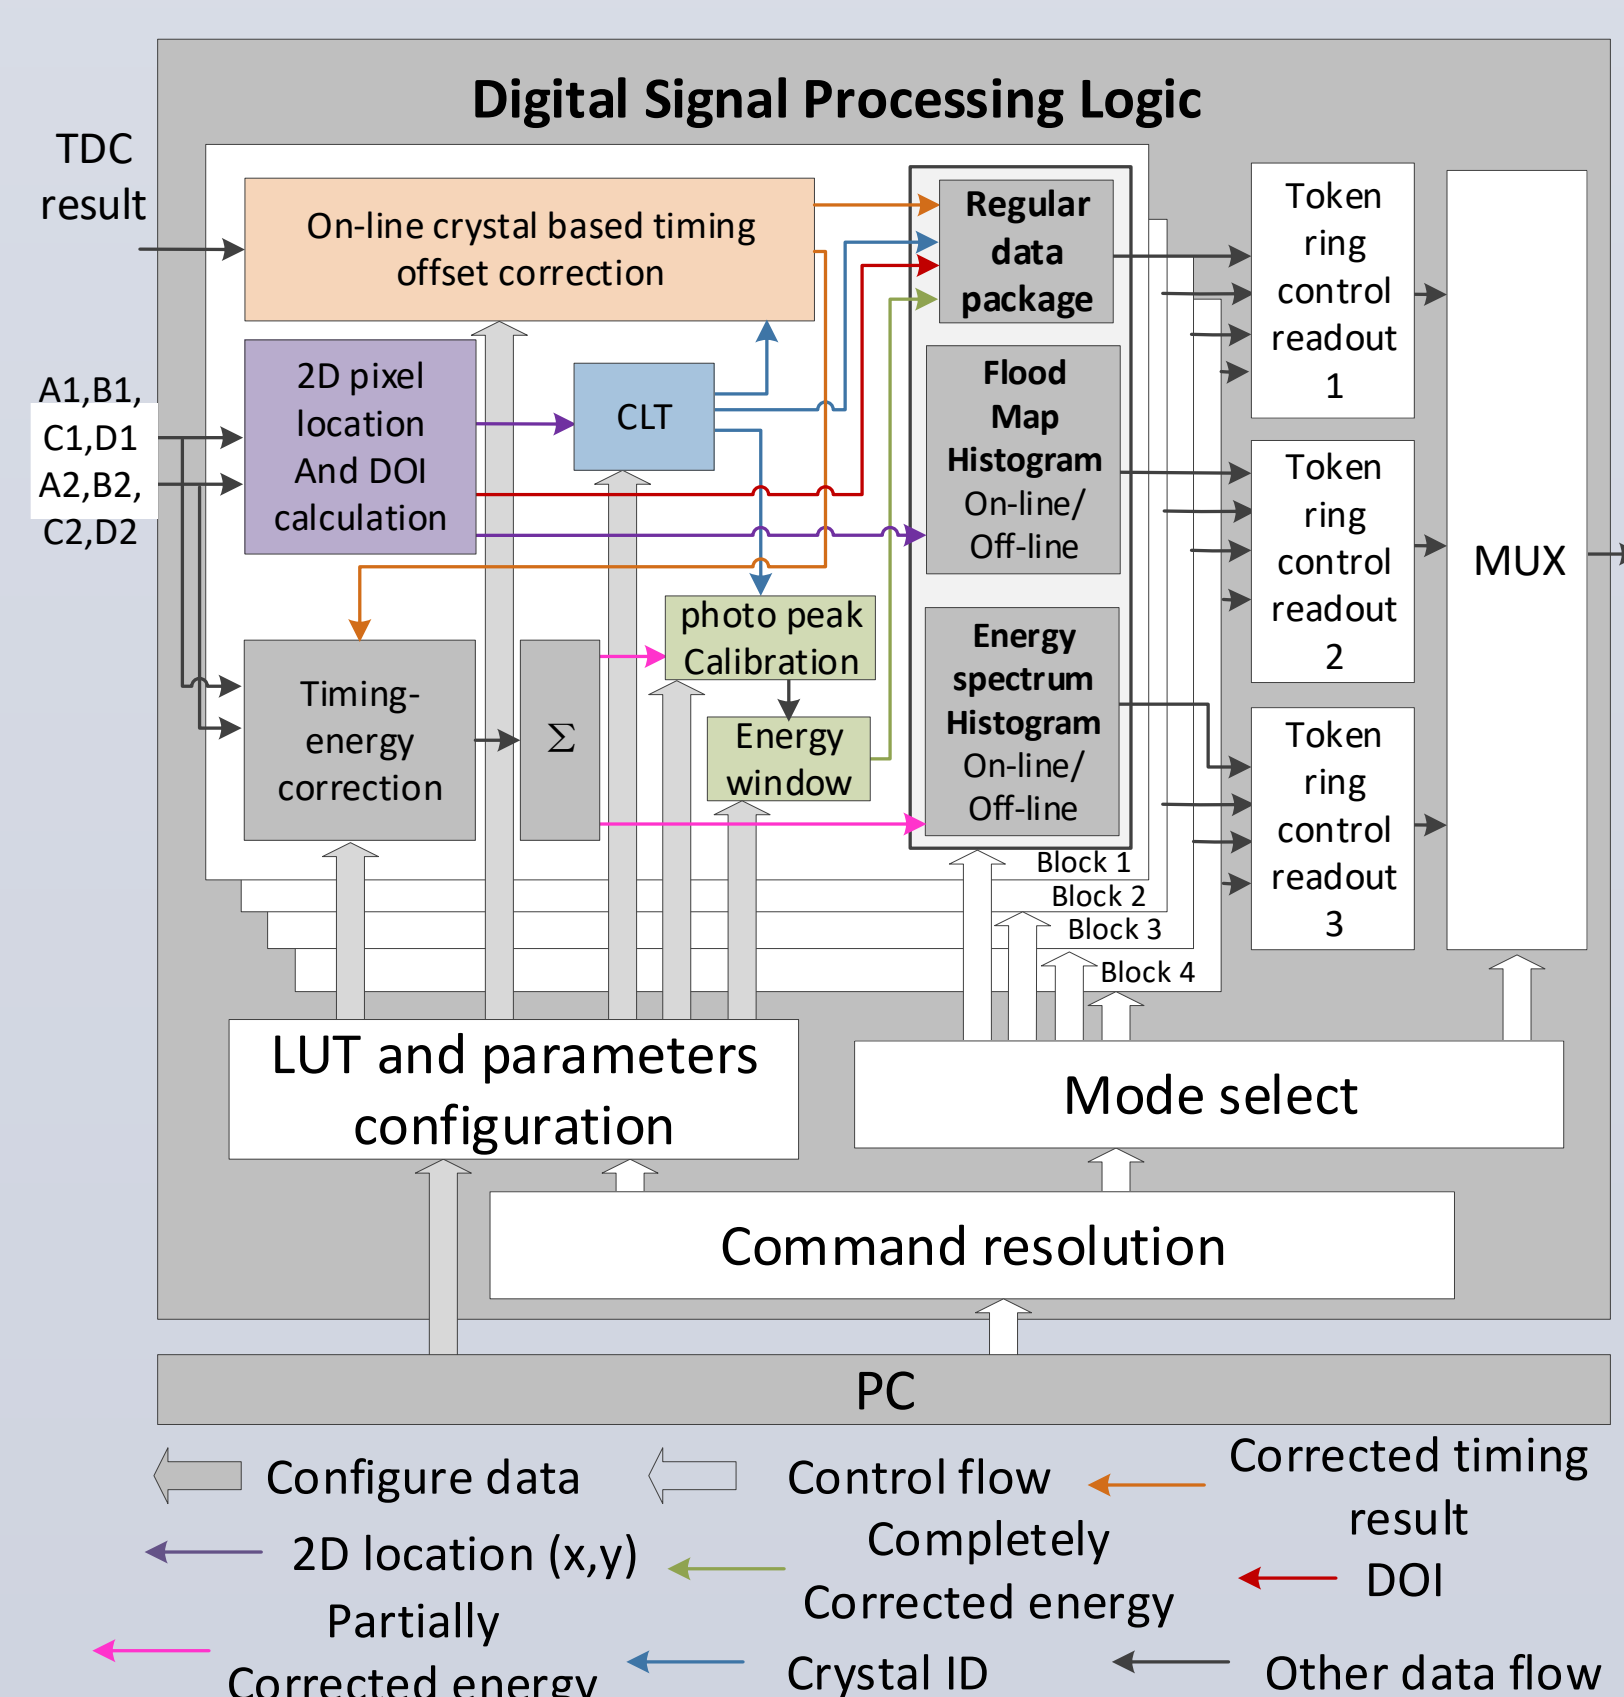 Digital Signal Processing Logic
TDC
result
On-line crystal based timing
offset correction
A1,B1,
C1,D1
A2,B2,
C2,D2
2D pixel
location
And DOI
calculation
CLT
Timing-
energy
correction
Σ
photo peak
Calibration
Energy
window
Regular
data
package
Flood
Map
Histogram
On-line/
Off-line
Energy
spectrum
Histogram
On-line/
Off-line
Block 1
Block 2
Block 3
Block 4
Token
ring
control
readout
1
Token
ring
control
readout
2
Token
ring
control
readout
3
MUX
LUT and parameters
configuration
Mode select
Command resolution
PC
Configure data
Control flow
Corrected timing
result
2D location (x,y)
Completely
Corrected energy
DOI
Partially
Corrected energy
Crystal ID
Other data flow